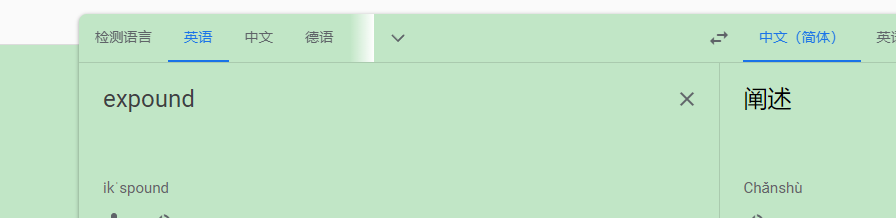 检测语言 英语 中文 德语 中文（简体） 英语
expound 阐述
ikˈspound Chǎnshù